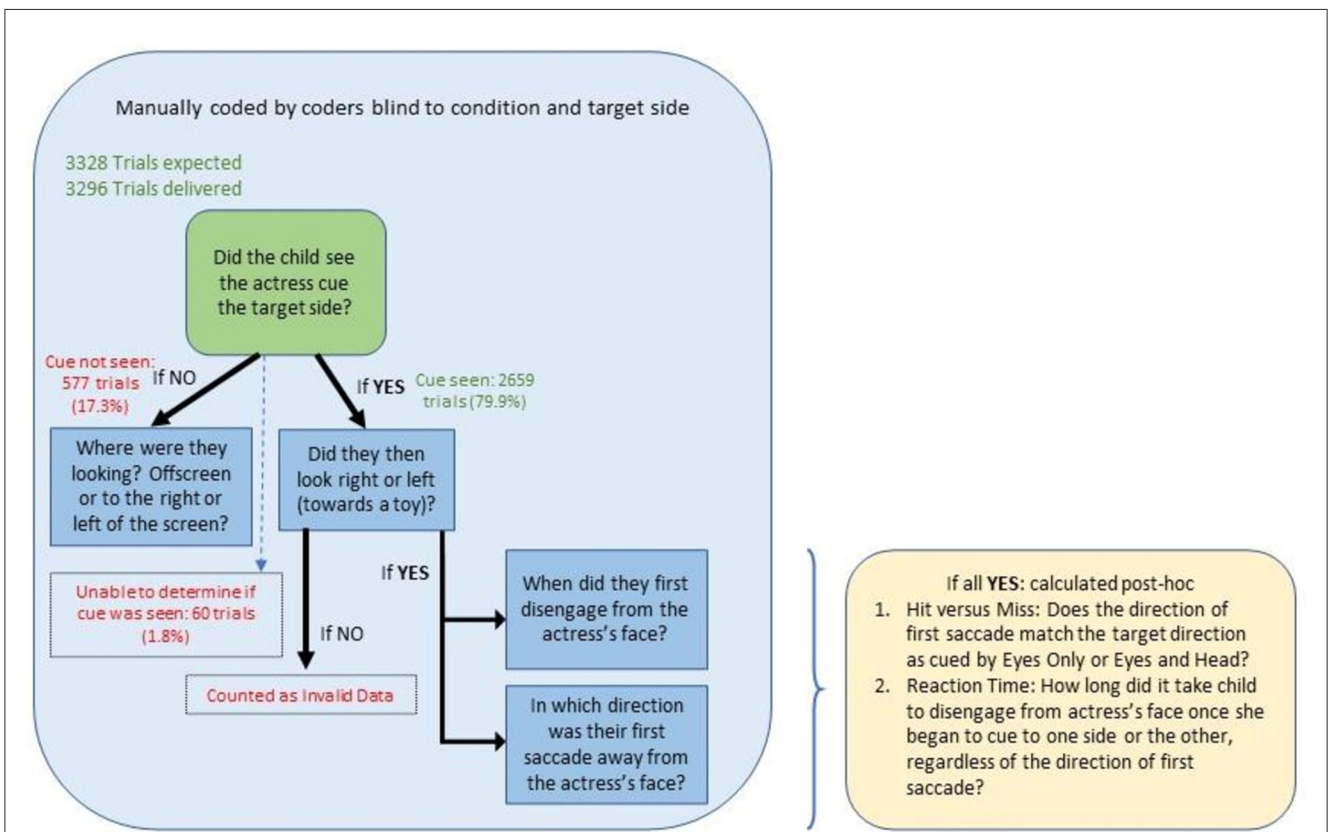 Manually coded by coders blind to condition and target side
3328 Trials expected
3296 Trials delivered
Did the child see
the actress cue
the target side?
Cue not seen:
577 trials
(17.3%)
If NO
If YES
Cue seen: 2659
trials (79.9%)
Where were they
looking? Offscreen
or to the right or
left of the screen?
Did they then
look right or left
(towards a toy)?
Unable to determine if
cue was seen: 60 trials
(1.8%)
If NO
Counted as Invalid Data
If YES
When did they first
disengage from the
actress's face?
In which direction
was their first
saccade away from
the actress's face?
If all YES: calculated post-hoc
1. Hit versus Miss: Does the direction of
first saccade match the target direction
as cued by Eyes Only or Eyes and Head?
2. Reaction Time: How long did it take child
to disengage from actress's face once she
began to cue to one side or the other,
regardless of the direction of first
saccade?